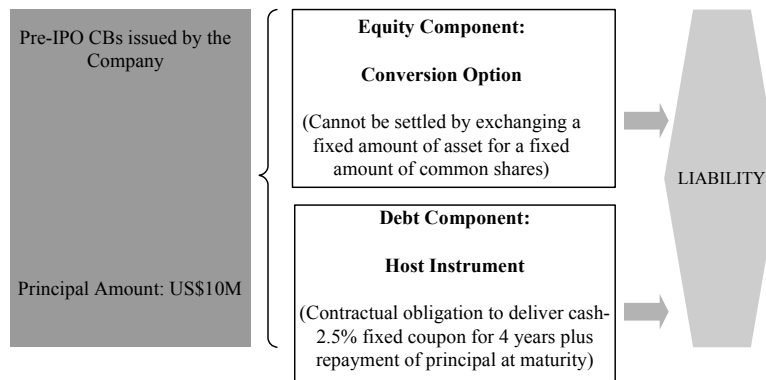 Pre-IPO CBs issued by the
Company
Principal Amount: US$10M
Equity Component:
Conversion Option
(Cannot be settled by exchanging a
fixed amount of asset for a fixed
amount of common shares)
Debt Component:
Host Instrument
(Contractual obligation to deliver cash-
2.5% fixed coupon for 4 years plus
repayment of principal at maturity)
LIABILITY